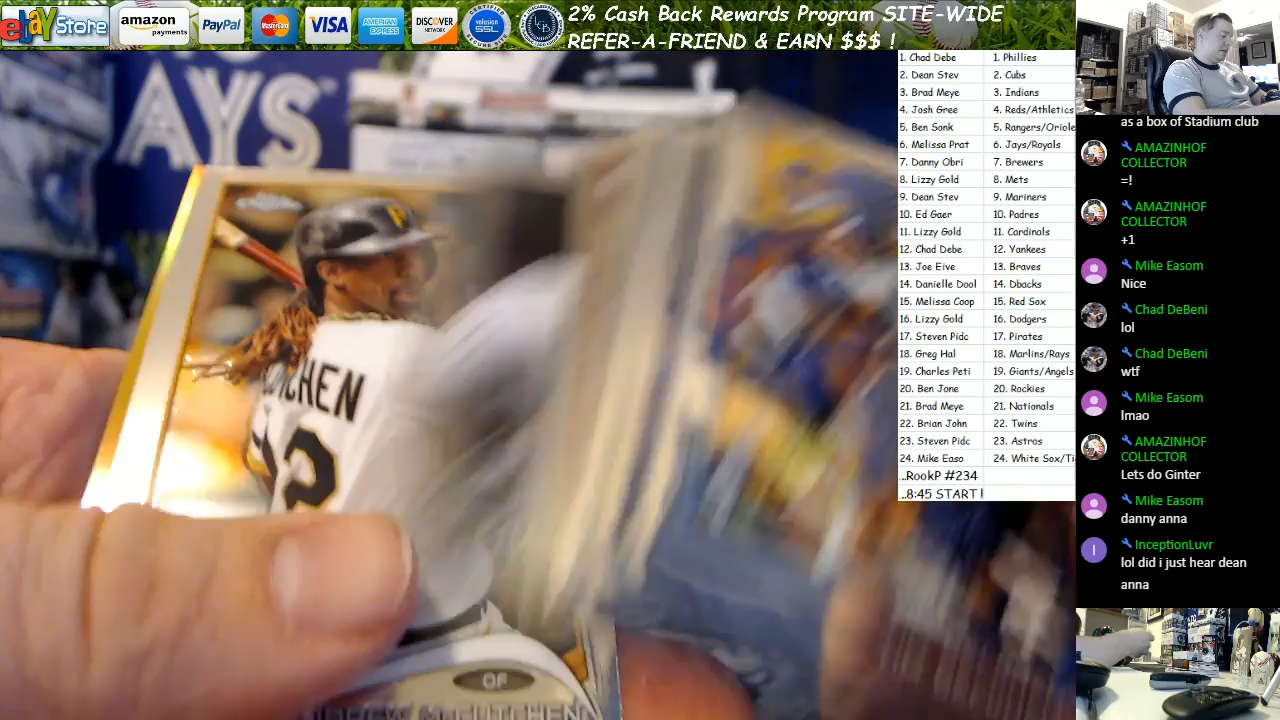 ebay Store
amazon
payments
PayPal
MasterCard
VISA
AMERICAN
EXPRESS
DISCOVER
NETWORK
volusion
SSL
2% Cash Back Rewards Program SITE-WIDE
REFER-A-FRIEND & EARN $$$ !
1. Chad Debe 1. Phillies
2. Dean Stev 2. Cubs
3. Brad Meye 3. Indians
4. Josh Gree 4. Reds/Athletics
5. Ben Sonk 5. Rangers/Oriole
6. Melissa Prat 6. Jays/Royals
7. Danny Obri 7. Brewers
8. Lizzy Gold 8. Mets
9. Dean Stev 9. Mariners
10. Ed Gaer 10. Padres
11. Lizzy Gold 11. Cardinals
12. Chad Debe 12. Yankees
13. Joe Eive 13. Braves
14. Danielle Dool 14. Dbacks
15. Melissa Coop 15. Red Sox
16. Lizzy Gold 16. Dodgers
17. Steven Pidc 17. Pirates
18. Greg Hal 18. Marlins/Rays
19. Charles Peti 19. Giants/Angels
20. Ben Jone 20. Rockies
21. Brad Meye 21. Nationals
22. Brian John 22. Twins
23. Steven Pidc 23. Astros
24. Mike Easo 24. White Sox/Ti
...RookP #234
...8:45 START !
as a box of Stadium club
AMAZINHOF
COLLECTOR
=!
AMAZINHOF
COLLECTOR
+1
Mike Easom
Nice
Chad DeBeni
lol
Chad DeBeni
wtf
Mike Easom
lmao
AMAZINHOF
COLLECTOR
Lets do Ginter
Mike Easom
danny anna
I InceptionLuvr
lol did i just hear dean
anna
AYS
P
CHEN
22
OF
McCUTCHEN